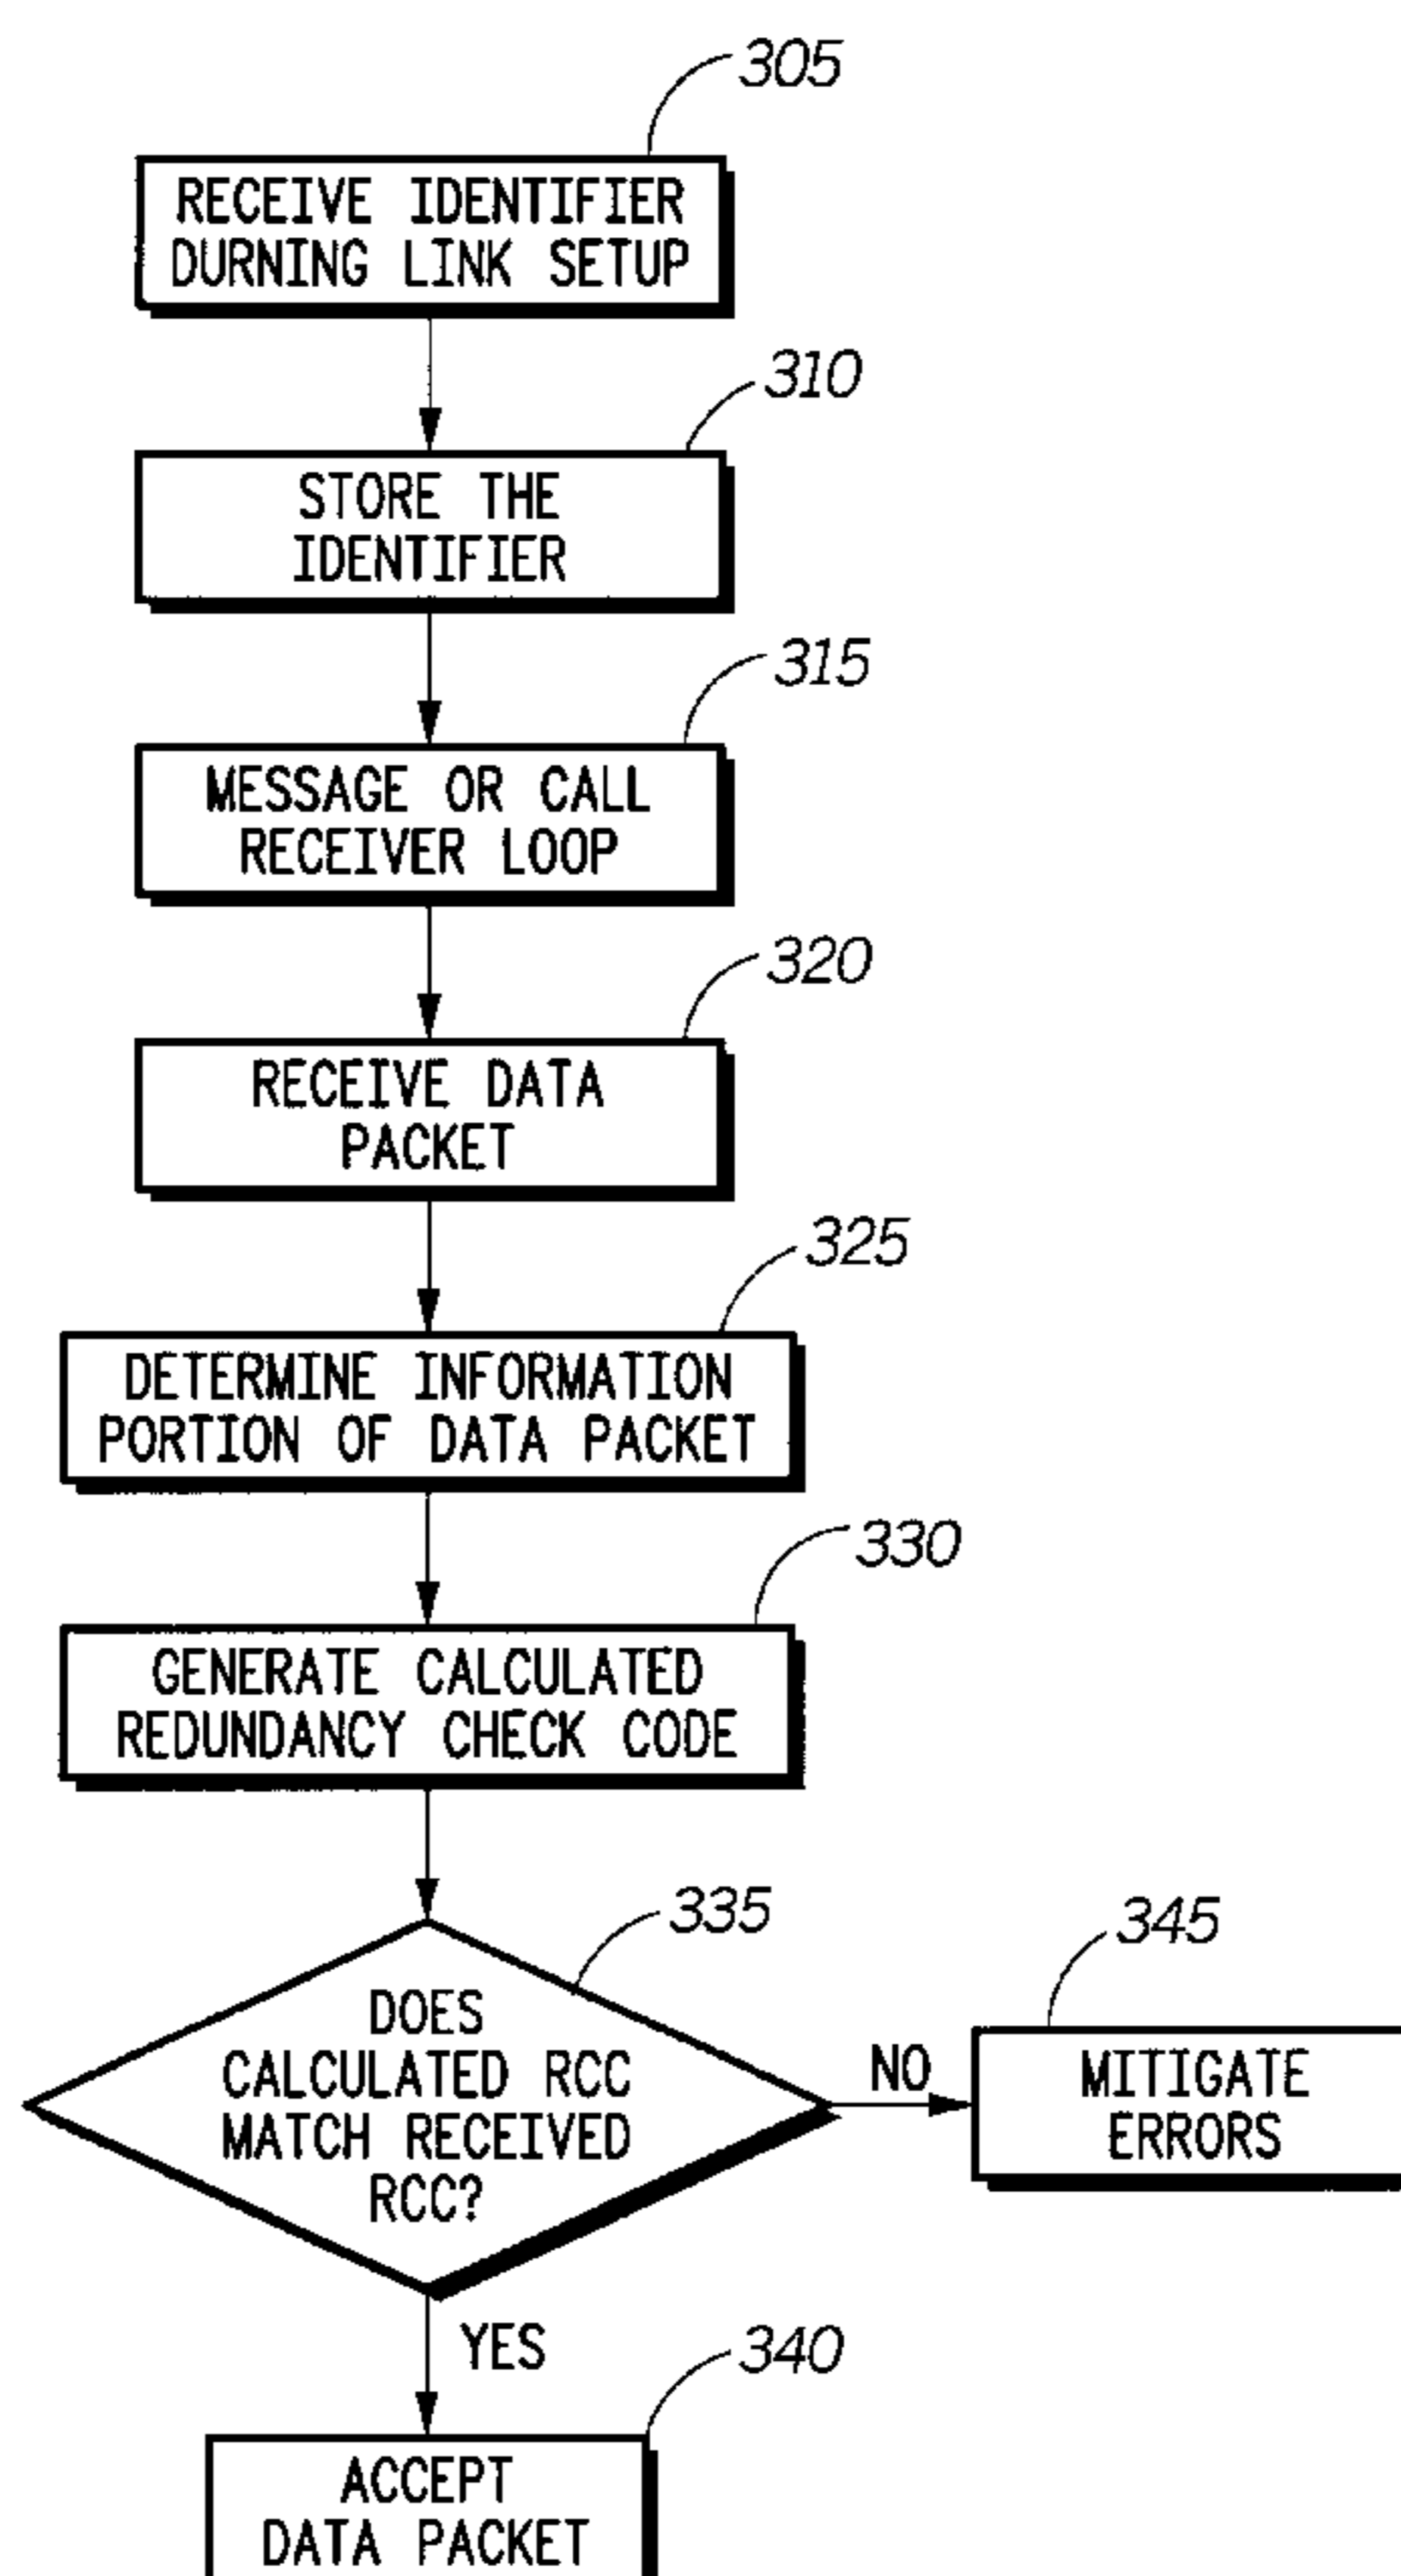 305
RECEIVE IDENTIFIER
DURNING LINK SETUP
310
STORE THE
IDENTIFIER
315
MESSAGE OR CALL
RECEIVER LOOP
320
RECEIVE DATA
PACKET
325
DETERMINE INFORMATION
PORTION OF DATA PACKET
330
GENERATE CALCULATED
REDUNDANCY CHECK CODE
335
DOES
CALCULATED RCC
MATCH RECEIVED
RCC?
NO
345
MITIGATE
ERRORS
YES
340
ACCEPT
DATA PACKET